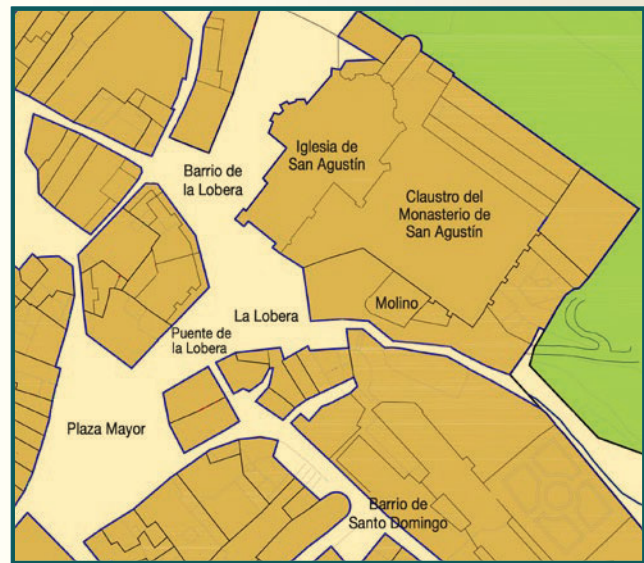 Iglesia de
San Agustín
Barrio de
la Lobera
Claustro del
Monasterio de
San Agustín
Molino
La Lobera
Puente de
la Lobera
Plaza Mayor
Barrio de
Santo Domingo